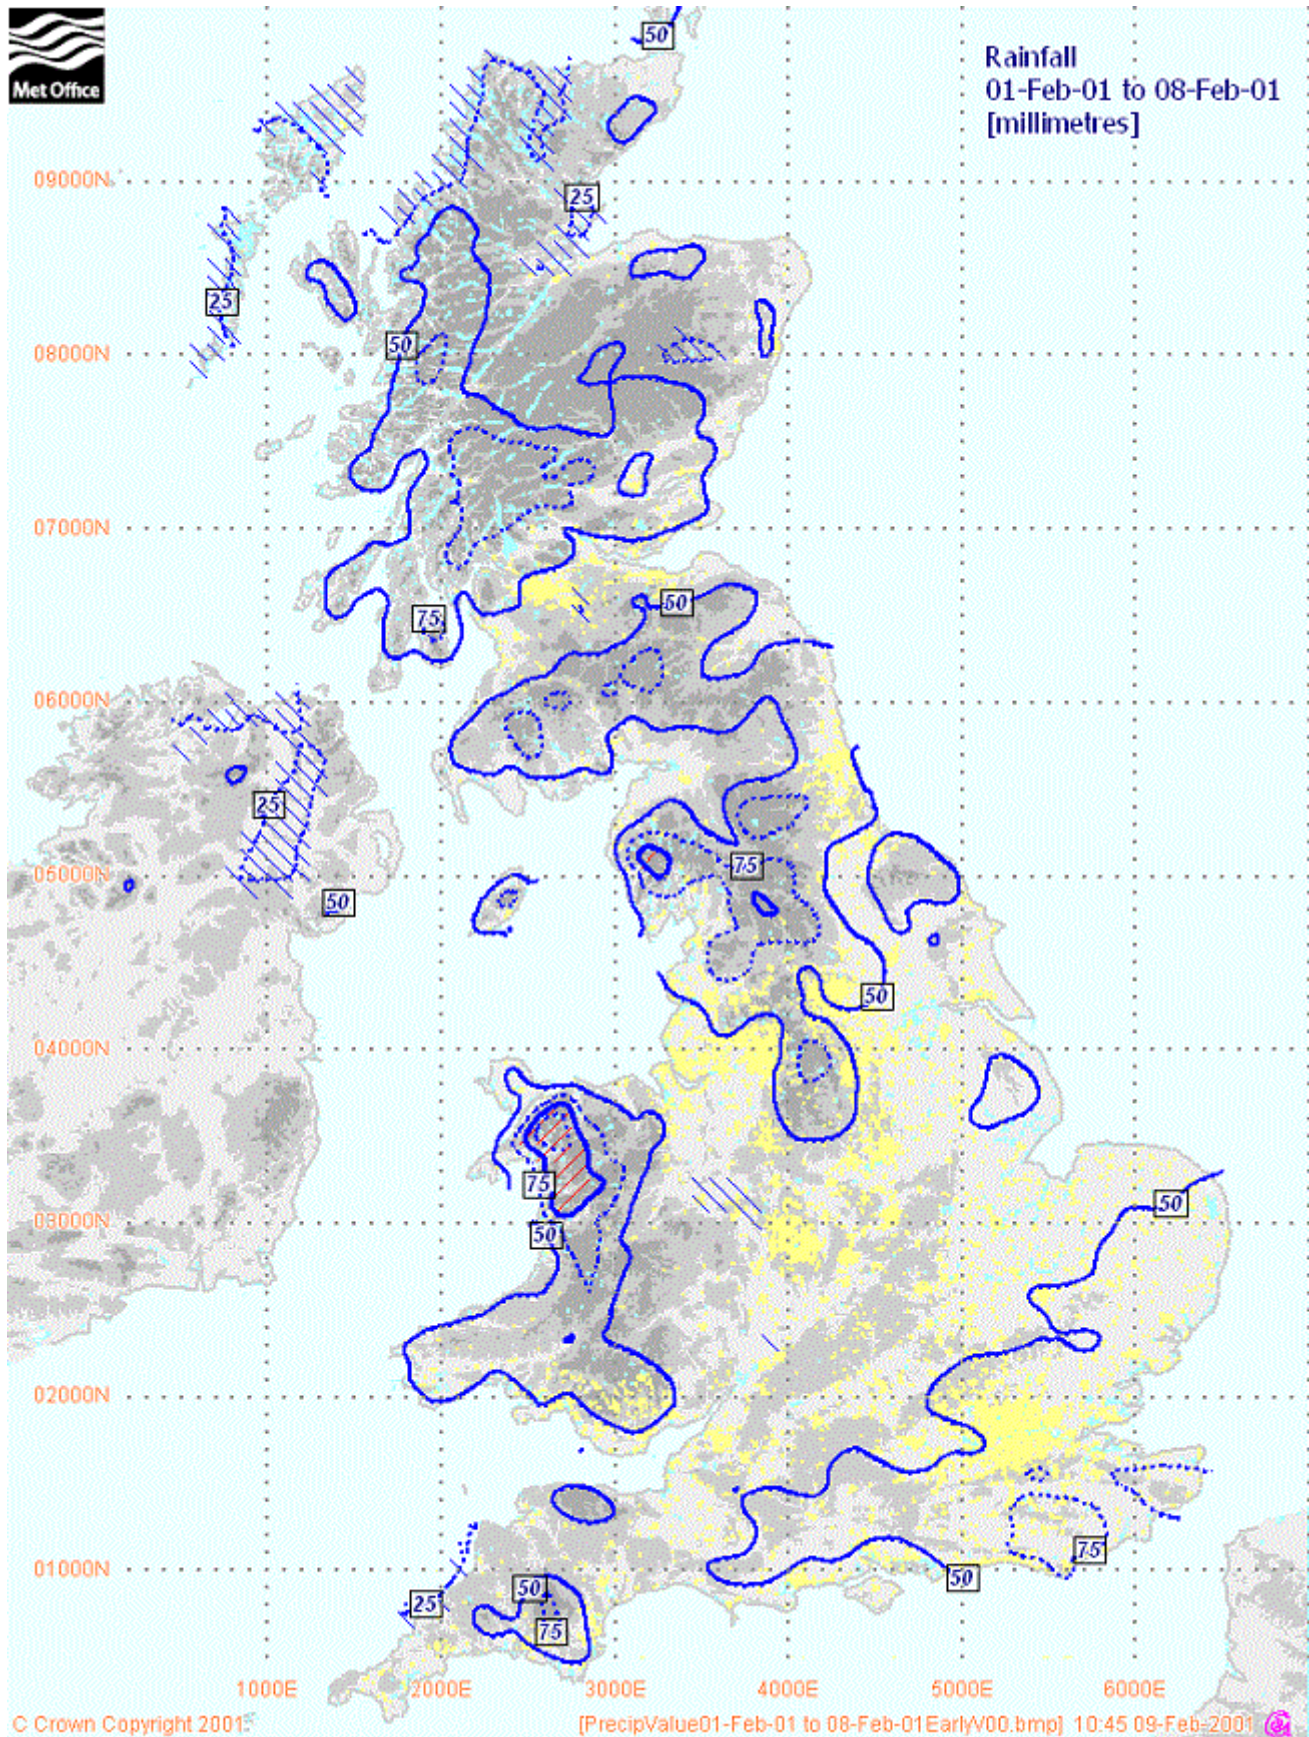 Met Office
Rainfall
01-Feb-01 to 08-Feb-01
[millimetres]
50
09000N
25
25
50
08000N
07000N
50
75
06000N
25
75
05000N
50
50
04000N
75
50
03000N
50
02000N
75
01000N
50
50
25
75
1000E 2000E 3000E 4000E 5000E 6000E
C Crown Copyright 2001.
[PrecipValue01-Feb-01 to 08-Feb-01EarlyV00.bmp] 10:45 09-Feb-2001